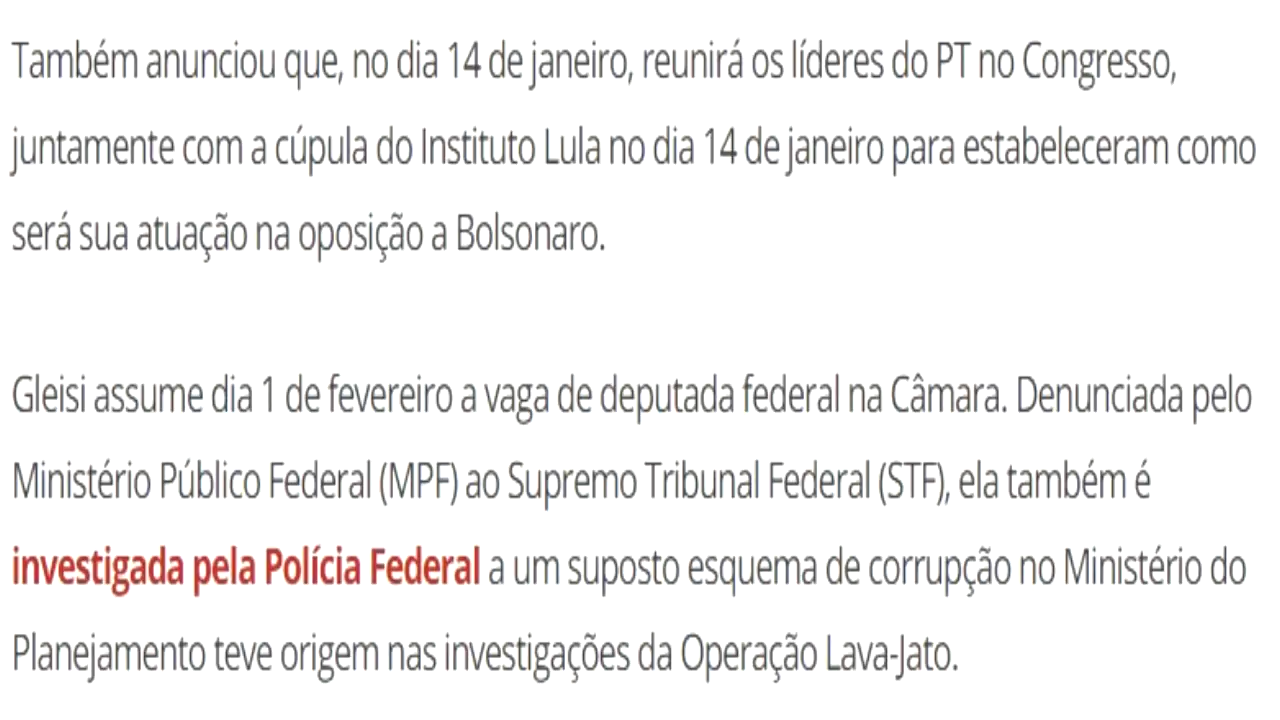 Também anunciou que, no dia 14 de janeiro, reunirá os líderes do PT no Congresso,
juntamente com a cúpula do Instituto Lula no dia 14 de janeiro para estabeleceram como
será sua atuação na oposição a Bolsonaro.
Gleisi assume dia 1 de fevereiro a vaga de deputada federal na Câmara. Denunciada pelo
Ministério Público Federal (MPF) ao Supremo Tribunal Federal (STF), ela também é
investigada pela Polícia Federal a um suposto esquema de corrupção no Ministério do
Planejamento teve origem nas investigações da Operação Lava-Jato.